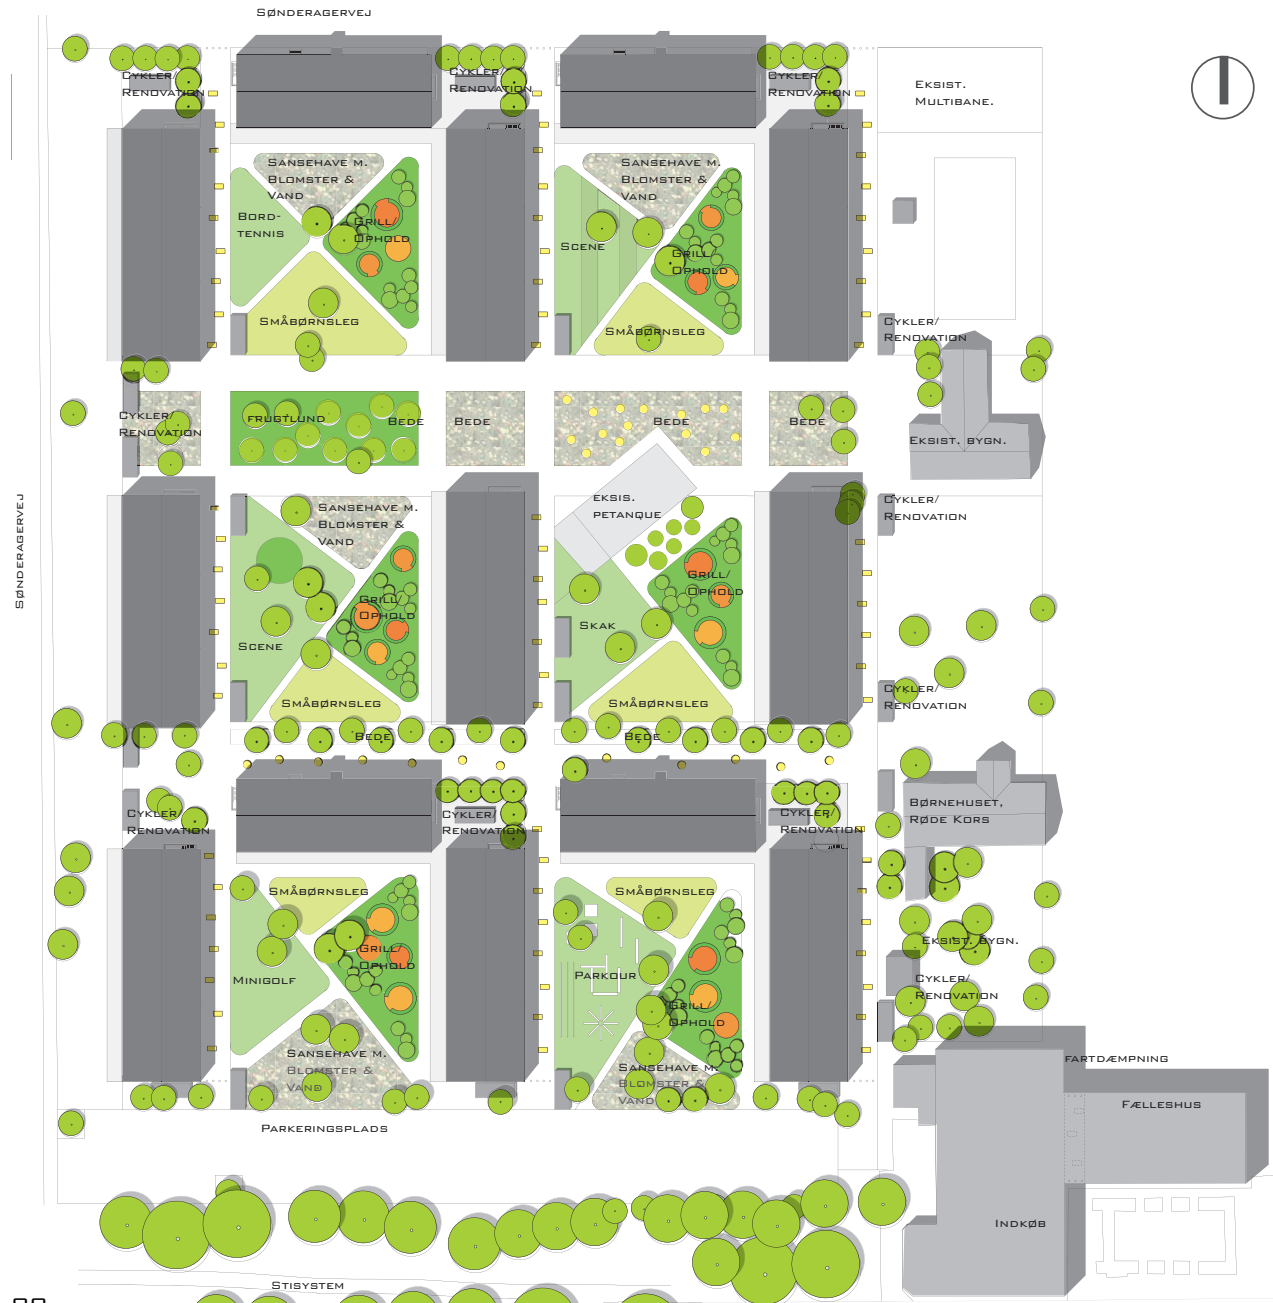 SØNDERAGERVEJ
CYKLER/
RENOVATION
CYKLER/
RENOVATION
CYKLER/
RENOVATION
EKSIST.
MULTIBANE.
SANSEHAVE M.
BLOMSTER &
VAND
BORD-
TENNIS
GRILL/
OPHOLD
SMÅBØRNSLEG
SANSEHAVE M.
BLOMSTER &
VAND
SCENE
GRILL/
OPHOLD
SMÅBØRNSLEG
CYKLER/
RENOVATION
CYKLER/
RENOVATION
FRUGTLUND
BEDE
BEDE
BEDE
BEDE
EKSIST. BYGN.
SØNDERAGERVEJ
SANSEHAVE M.
BLOMSTER &
VAND
EKSIS.
PETANQUE
CYKLER/
RENOVATION
GRILL/
OPHOLD
SCENE
SMÅBØRNSLEG
GRILL/
OPHOLD
SKAK
SMÅBØRNSLEG
CYKLER/
RENOVATION
BEDE
BEDE
CYKLER/
RENOVATION
CYKLER/
RENOVATION
CYKLER/
RENOVATION
BØRNEHUSET,
RØDE KORS
SMÅBØRNSLEG
SMÅBØRNSLEG
MINIGOLF
GRILL/
OPHOLD
PARKOUR
GRILL/
OPHOLD
EKSIST. BYGN.
CYKLER/
RENOVATION
SANSEHAVE M.
BLOMSTER &
VAND
SANSEHAVE M.
BLOMSTER &
VAND
FARTDÆMPNING
FÆLLESHUS
PARKERINGSPLADS
INDKØB
STISYSTEM